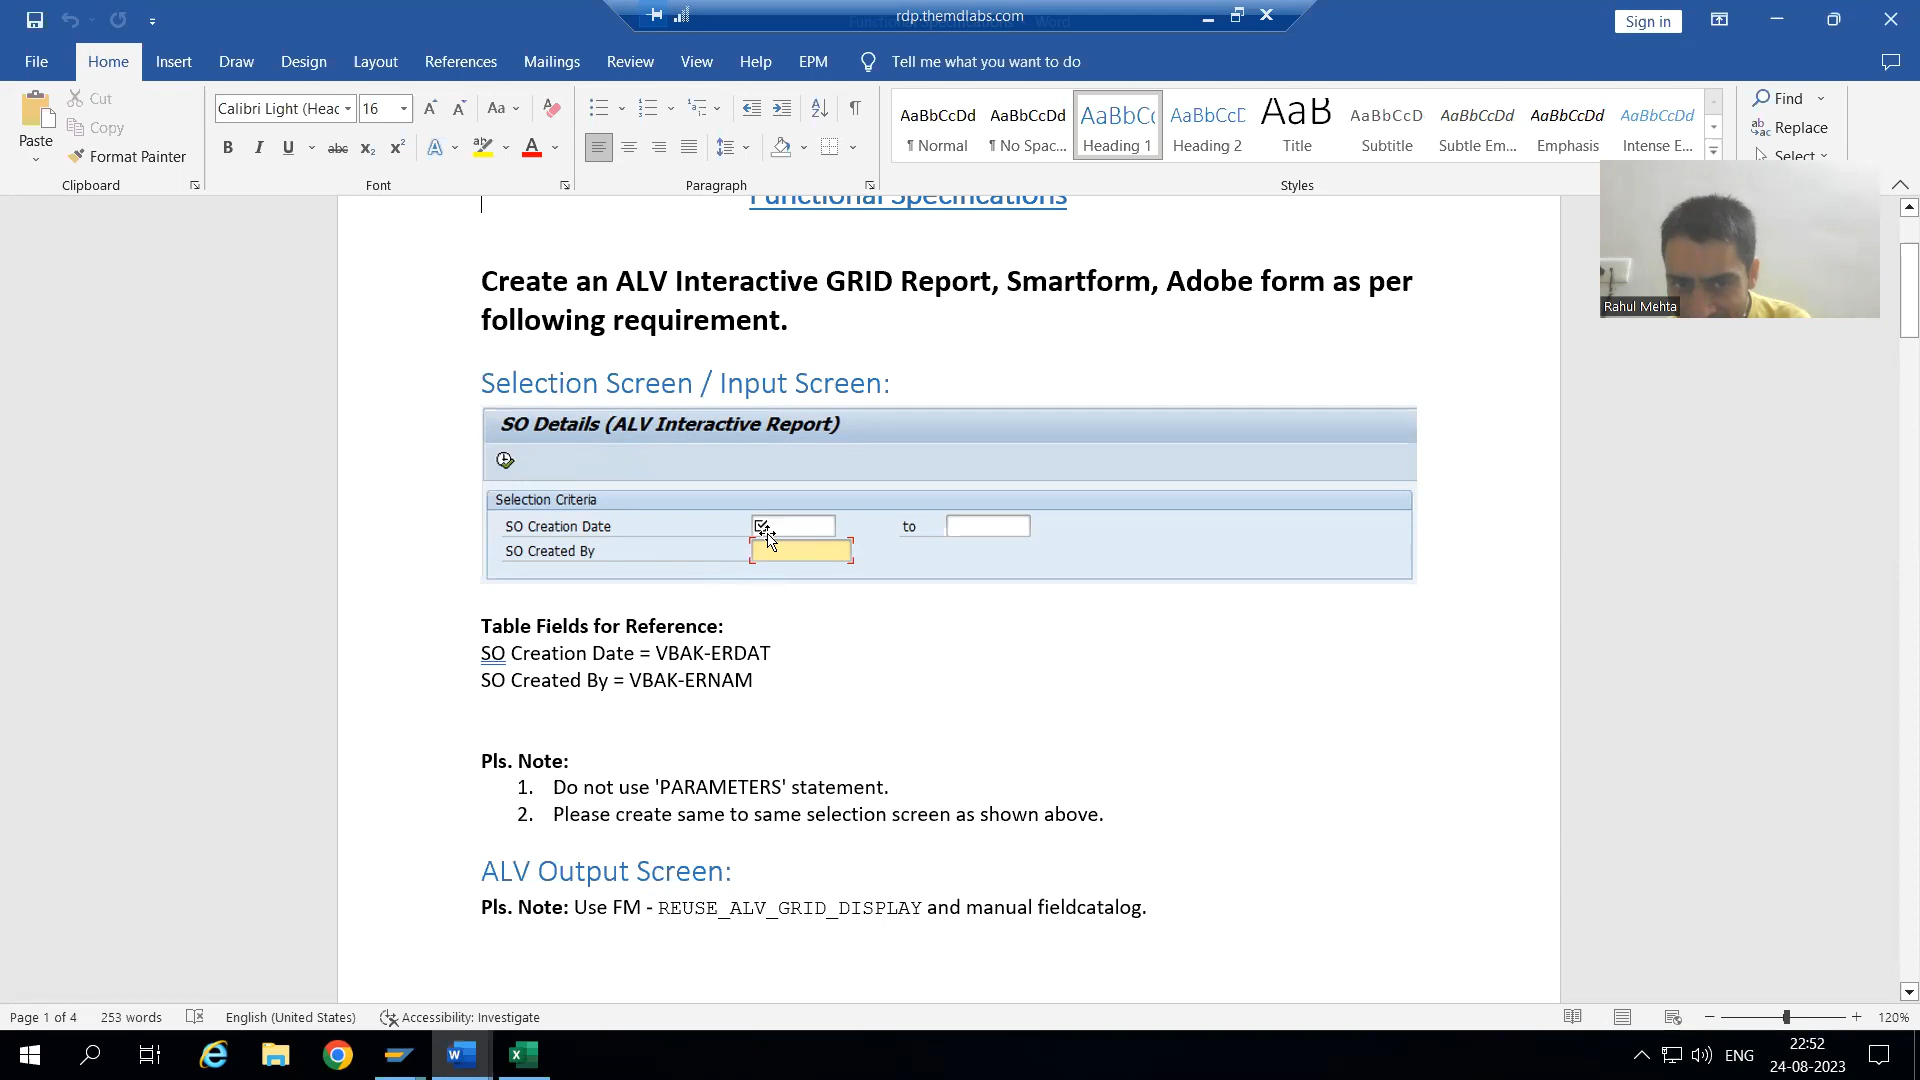 rdp.themdlabs.com
Sign in
File Home Insert Draw Design Layout References Mailings Review View Help EPM Tell me what you want to do
Cut
Copy
Format Painter
Paste
Calibri Light (Head 16
AaBbCcDd AaBbCcDd AaBbCc AaBbCcD AaB AaBbCcD AaBbCcDd AaBbCcDd AaBbCcDd
¶ Normal ¶ No Spac... Heading 1 Heading 2 Title Subtitle Subtle Em... Emphasis Intense E...
Find
Replace
Select
Clipboard Font Paragraph Styles
Functional Specifications
Create an ALV Interactive GRID Report, Smartform, Adobe form as per
following requirement.
Rahul Mehta
Selection Screen / Input Screen:
SO Details (ALV Interactive Report)
Selection Criteria
SO Creation Date to
SO Created By
Table Fields for Reference:
SO Creation Date = VBAK-ERDAT
SO Created By = VBAK-ERNAM
Pls. Note:
1. Do not use 'PARAMETERS' statement.
2. Please create same to same selection screen as shown above.
ALV Output Screen:
Pls. Note: Use FM - REUSE_ALV_GRID_DISPLAY and manual fieldcatalog.
Page 1 of 4 253 words English (United States) Accessibility: Investigate 120%
ENG
22:52
24-08-2023